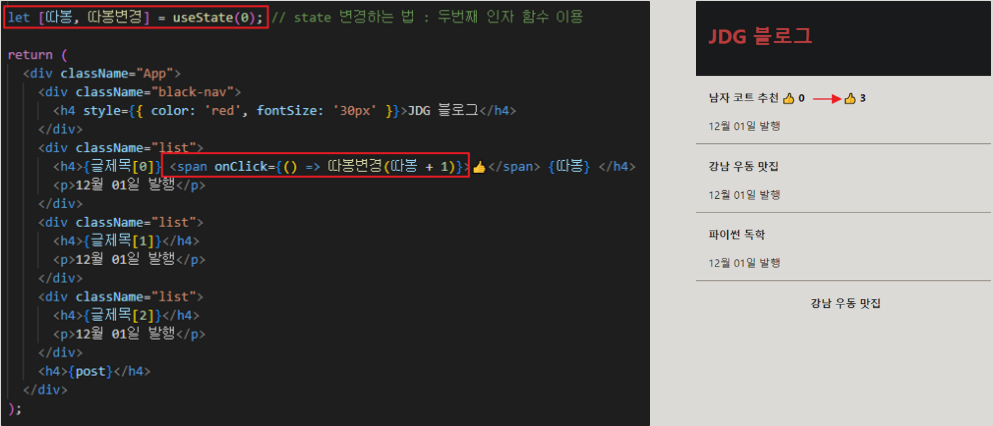 let [따봉, 따봉변경] = useState(0); // state 변경하는 법 : 두번째 인자 함수 이용
return (
<div className="App">
<div className="black-nav">
<h4 style={{ color: 'red', fontSize: '30px' }}>JDG 블로그</h4>
</div>
<div className="list">
<h4>{글제목[0]} <span onClick={() => 따봉변경(따봉 + 1)}>👍</span> {따봉} </h4>
<p>12월 01일 발행</p>
</div>
<div className="list">
<h4>{글제목[1]}</h4>
<p>12월 01일 발행</p>
</div>
<div className="list">
<h4>{글제목[2]}</h4>
<p>12월 01일 발행</p>
</div>
<h4>{post}</h4>
</div>
);
JDG 블로그
남자 코트 추천 👍 0 👍 3
12월 01일 발행
강남 우동 맛집
12월 01일 발행
파이썬 독학
12월 01일 발행
강남 우동 맛집